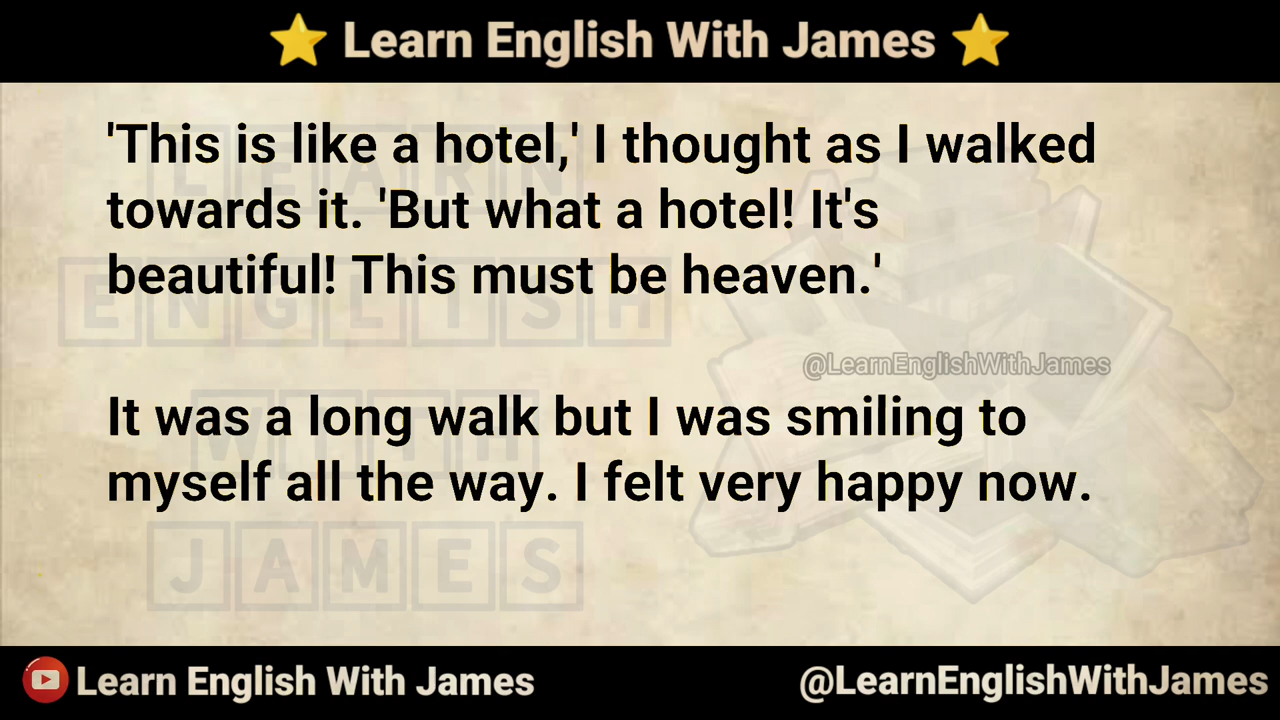 ⭐ Learn English With James ⭐
'This is like a hotel,' I thought as I walked
towards it. 'But what a hotel! It's
beautiful! This must be heaven.'
@LearnEnglishWithJames
It was a long walk but I was smiling to
myself all the way. I felt very happy now.
LEARN
ENGLISH
WITH
JAMES
Learn English With James
@LearnEnglishWithJames